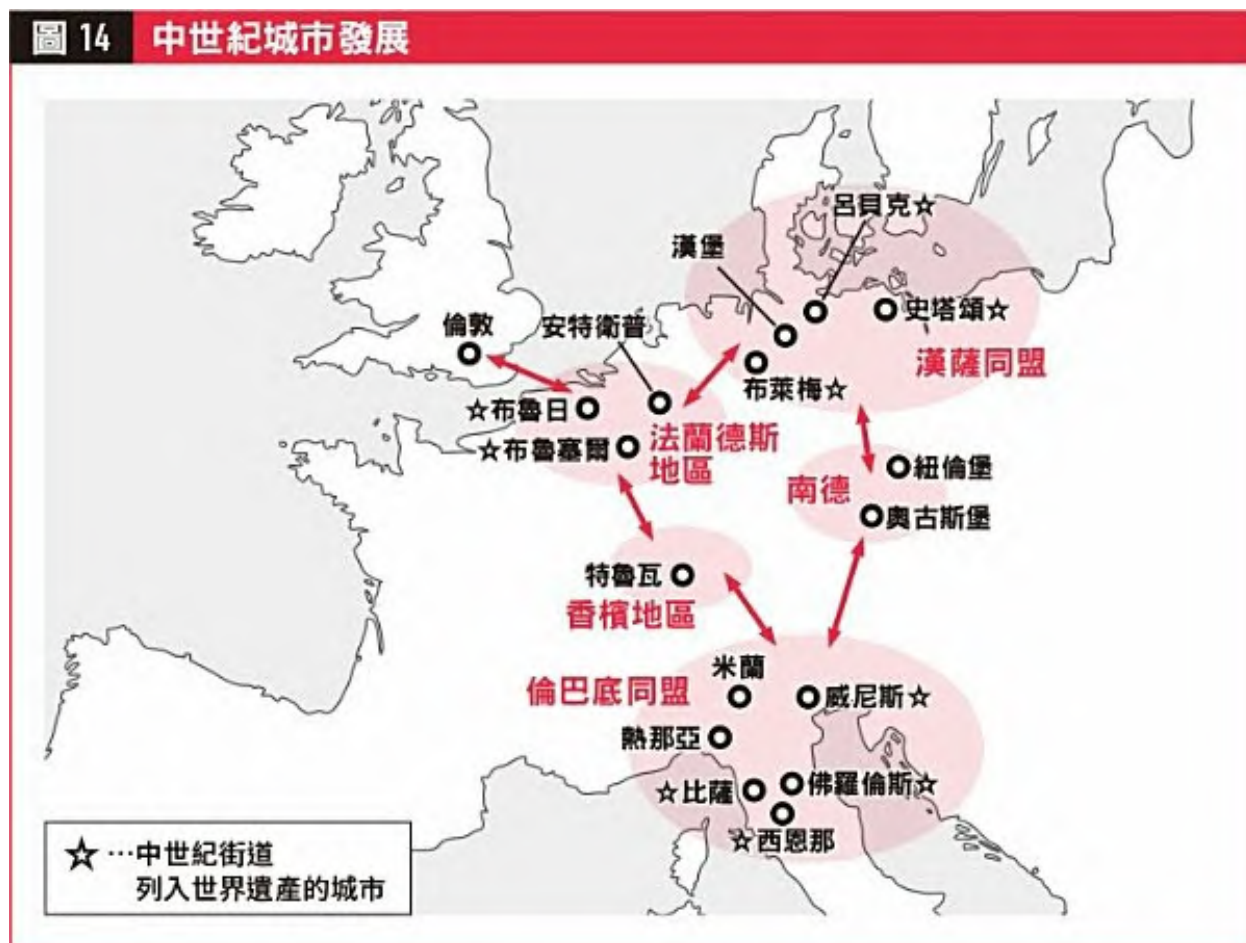 圖 14 中世紀城市發展
呂貝克☆
漢堡
史塔頌☆
倫敦
安特衛普
漢薩同盟
布萊梅☆
☆布魯日
法蘭德斯
地區
☆布魯塞爾
紐倫堡
南德
奧古斯堡
特魯瓦
香檳地區
米蘭
倫巴底同盟
威尼斯☆
熱那亞
☆比薩
佛羅倫斯☆
☆西恩那
☆…中世紀街道
列入世界遺產的城市